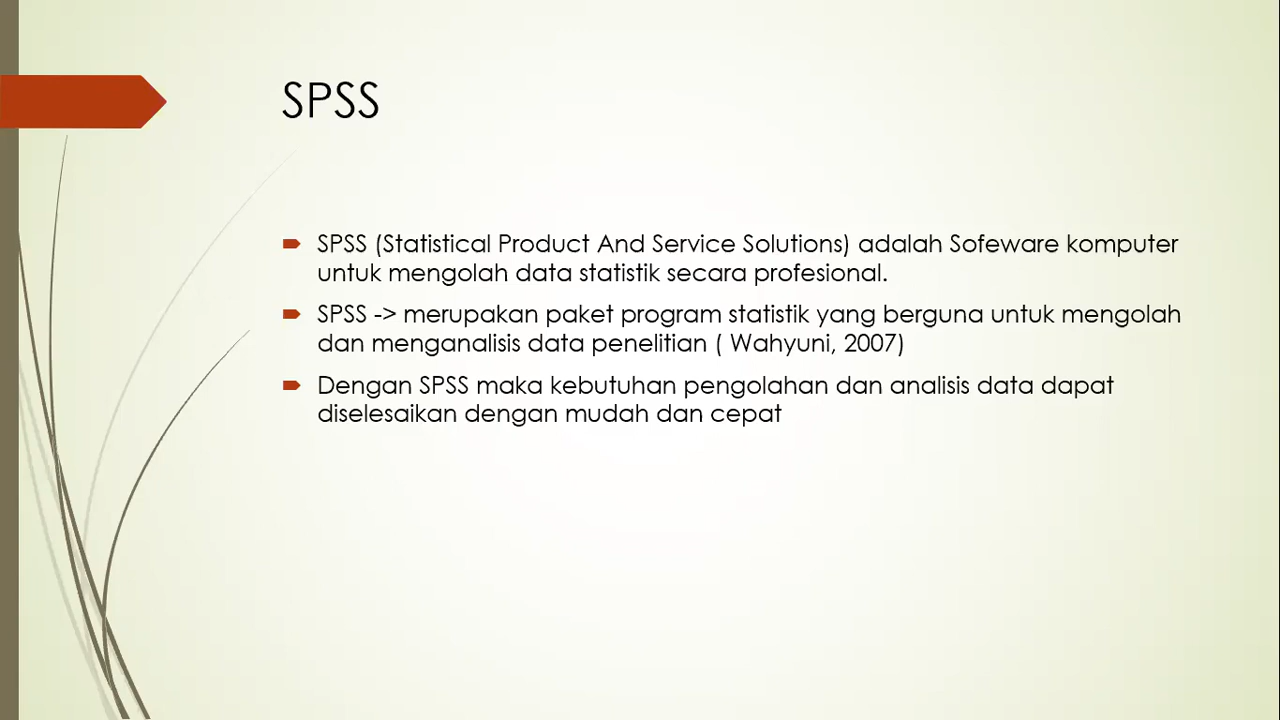 SPSS
SPSS (Statistical Product And Service Solutions) adalah Sofeware komputer
untuk mengolah data statistik secara profesional.
SPSS -> merupakan paket program statistik yang berguna untuk mengolah
dan menganalisis data penelitian ( Wahyuni, 2007)
Dengan SPSS maka kebutuhan pengolahan dan analisis data dapat
diselesaikan dengan mudah dan cepat